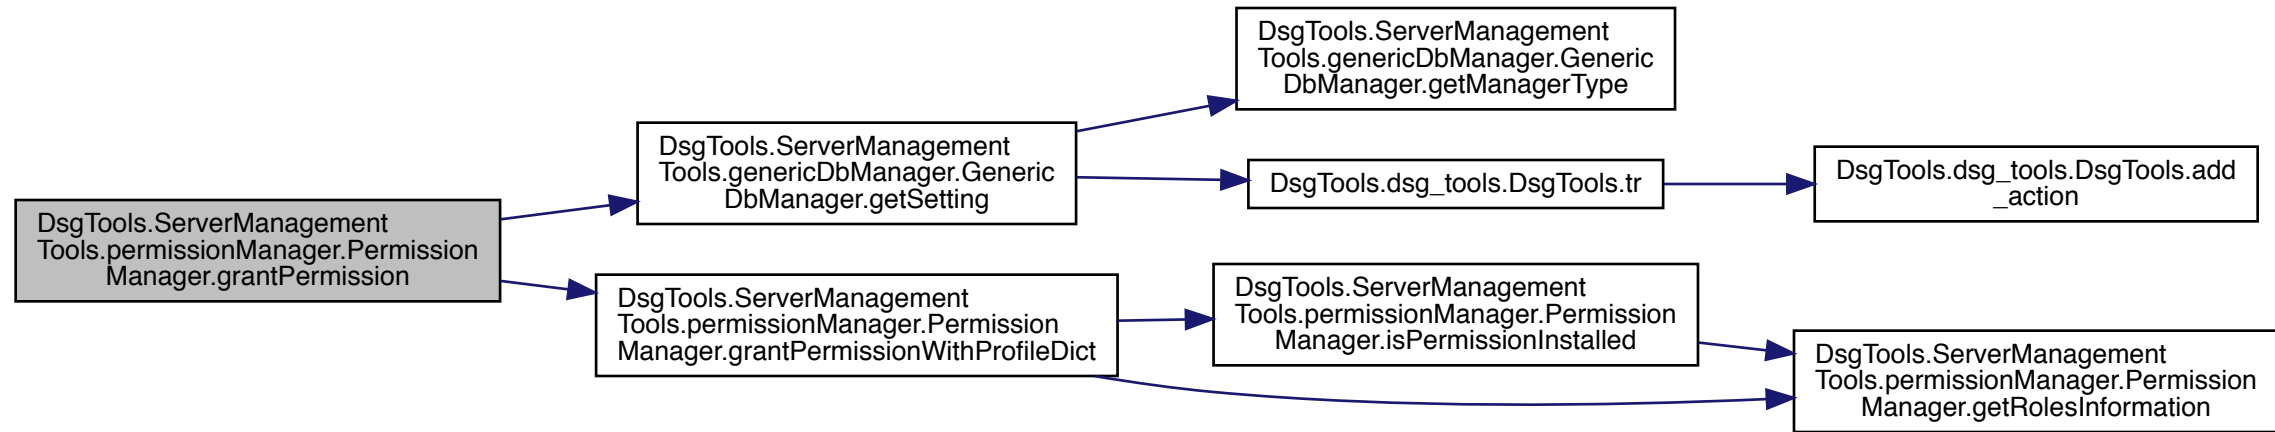 DsgTools.ServerManagement
Tools.genericDbManager.Generic
DbManager.getManagerType
DsgTools.ServerManagement
Tools.genericDbManager.Generic
DbManager.getSetting
DsgTools.dsg_tools.DsgTools.tr
DsgTools.dsg_tools.DsgTools.add
_action
DsgTools.ServerManagement
Tools.permissionManager.Permission
Manager.grantPermission
DsgTools.ServerManagement
Tools.permissionManager.Permission
Manager.grantPermissionWithProfileDict
DsgTools.ServerManagement
Tools.permissionManager.Permission
Manager.isPermissionInstalled
DsgTools.ServerManagement
Tools.permissionManager.Permission
Manager.getRolesInformation